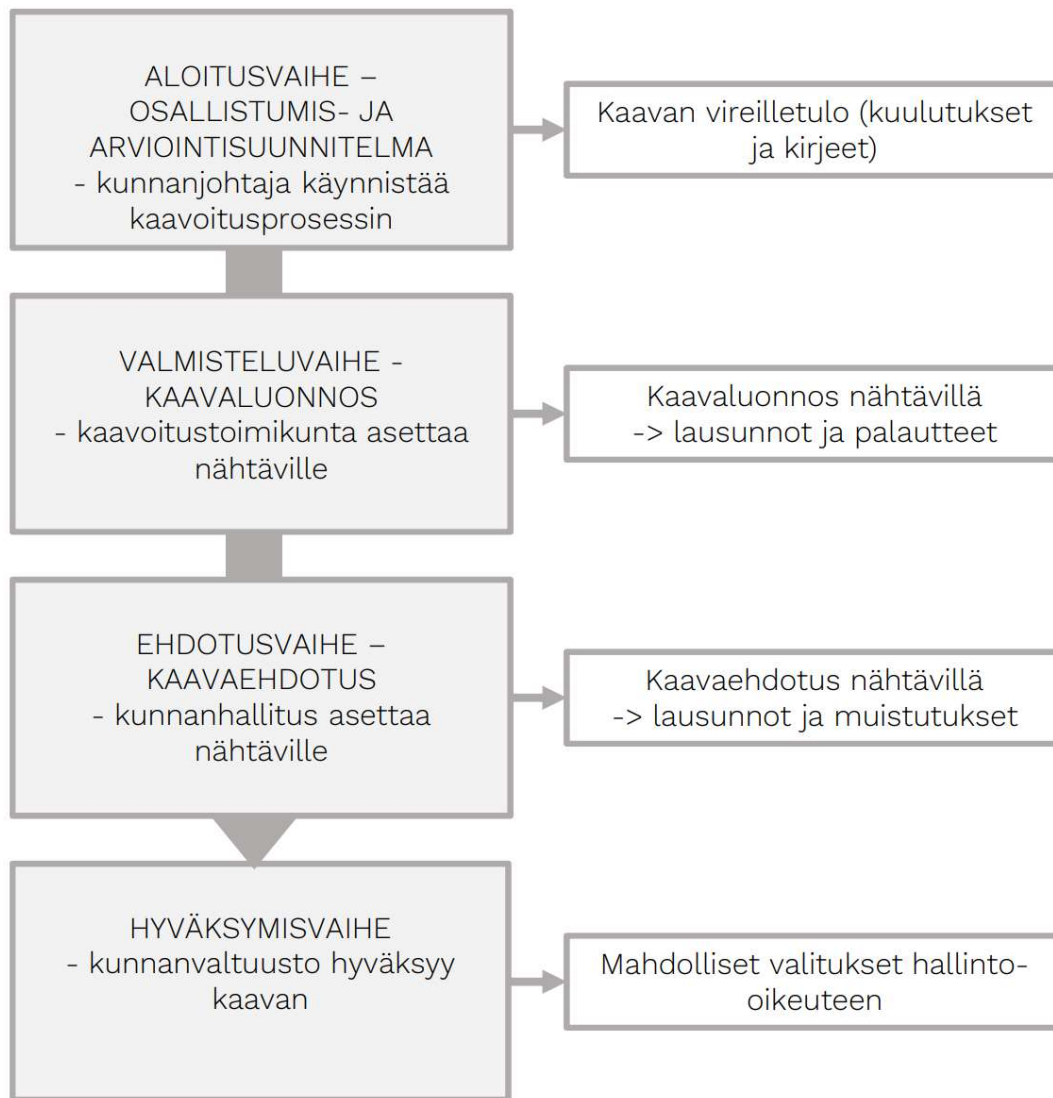 ALOITUSVAIHE –
OSALLISTUMIS- JA
ARVIOINTISUUNNITELMA
- kunnanjohtaja käynnistää
kaavoitusprosessin
Kaavan vireilletulo (kuulutukset
ja kirjeet)
VALMISTELUVAIHE -
KAAVALUONNOS
- kaavoitustoimikunta asettaa
nähtäville
Kaavaluonnos nähtävillä
-> lausunnot ja palautteet
EHDOTUSVAIHE –
KAAVAEHDOTUS
- kunnanhallitus asettaa
nähtäville
Kaavaehdotus nähtävillä
-> lausunnot ja muistutukset
HYVÄKSYMISVAIHE
- kunnanvaltuusto hyväksyy
kaavan
Mahdolliset valitukset hallinto-
oikeuteen